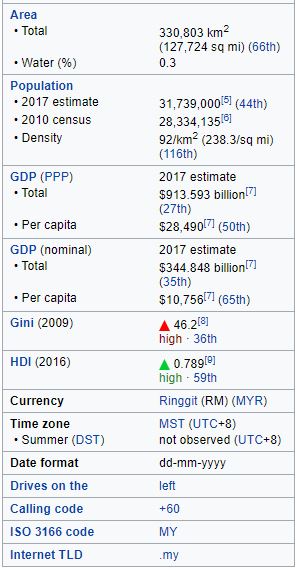 Area
• Total 330,803 km2
(127,724 sq mi) (66th)
• Water (%) 0.3
Population
• 2017 estimate 31,739,000[5] (44th)
• 2010 census 28,334,135[6]
• Density 92/km2 (238.3/sq mi)
(116th)
GDP (PPP) 2017 estimate
• Total $913.593 billion[7]
(27th)
• Per capita $28,490[7] (50th)
GDP (nominal) 2017 estimate
• Total $344.848 billion[7]
(35th)
• Per capita $10,756[7] (65th)
Gini (2009) ▲ 46.2[8]
high · 36th
HDI (2016) ▲ 0.789[9]
high · 59th
Currency Ringgit (RM) (MYR)
Time zone MST (UTC+8)
• Summer (DST) not observed (UTC+8)
Date format dd-mm-yyyy
Drives on the left
Calling code +60
ISO 3166 code MY
Internet TLD .my